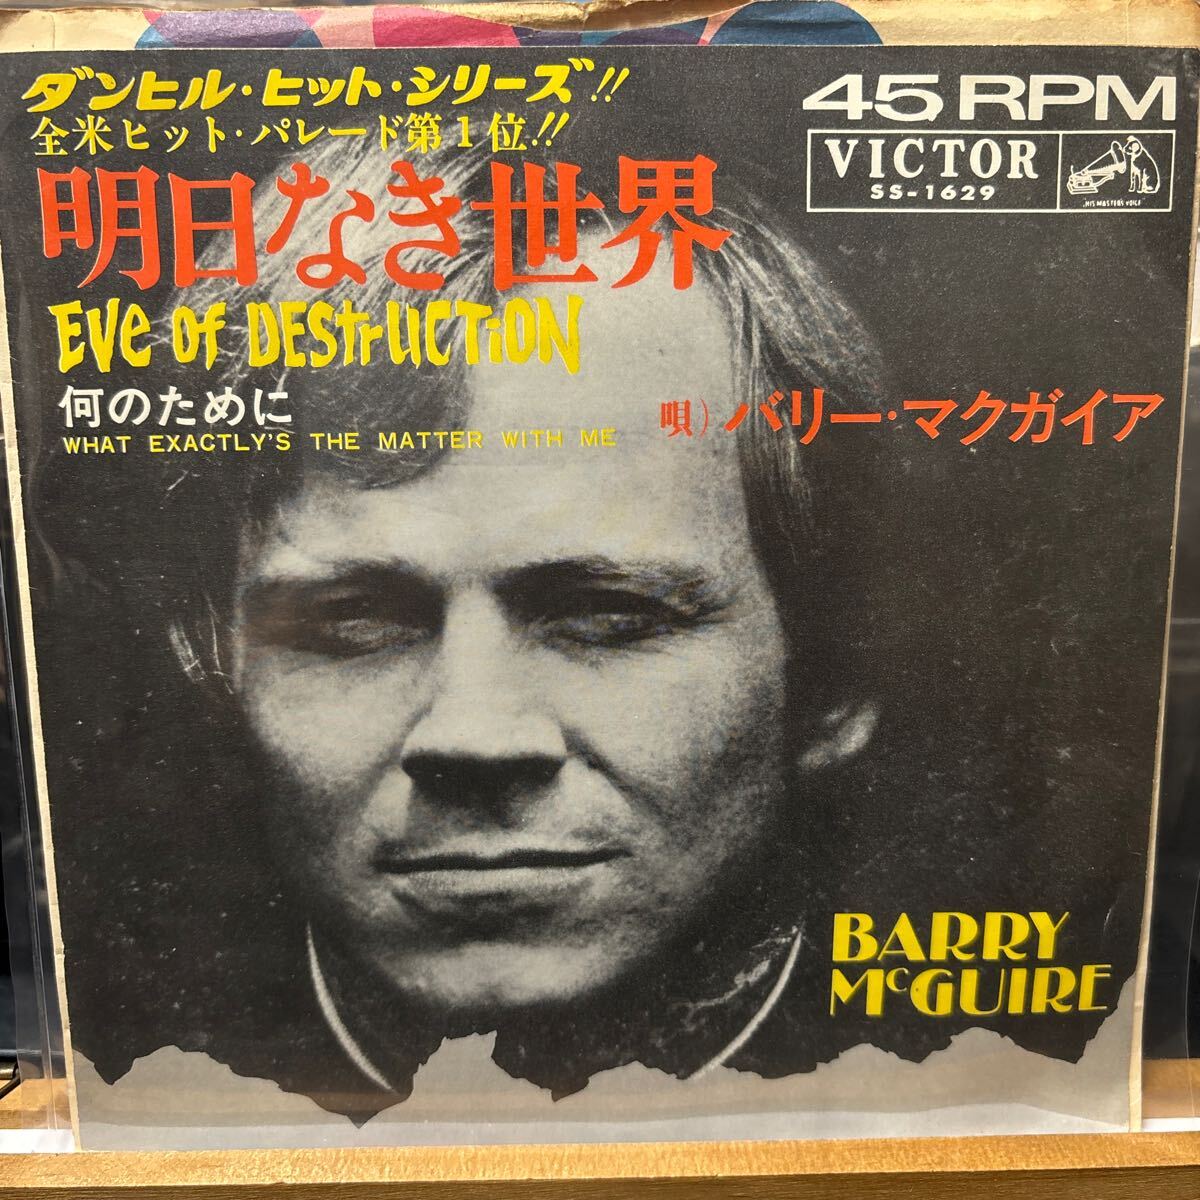 ダンヒル・ヒット・シリーズ!!
全米ヒット・パレード第1位!!
明日なき世界
EVE OF DESTRUCTION
何のために
WHAT EXACTLY'S THE MATTER WITH ME
45 RPM
VICTOR
SS-1629
"HIS MASTER'S VOICE"
唄) バリー・マクガイア
BARRY
McGUIRE